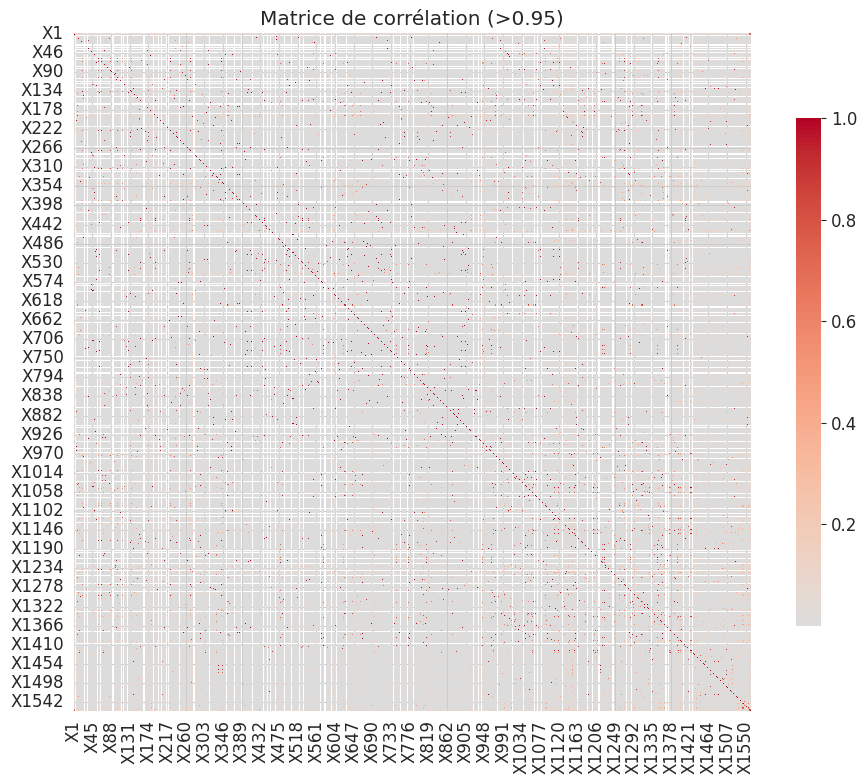 Matrice de corrélation (>0.95)
X1
X46
X90
X134
X178
X222
X266
X310
X354
X398
X442
X486
X530
X574
X618
X662
X706
X750
X794
X838
X882
X926
X970
X1014
X1058
X1102
X1146
X1190
X1234
X1278
X1322
X1366
X1410
X1454
X1498
X1542
X1
X45
X88
X131
X174
X217
X260
X303
X346
X389
X432
X475
X518
X561
X604
X647
X690
X733
X776
X819
X862
X905
X948
X991
X1034
X1077
X1120
X1163
X1206
X1249
X1292
X1335
X1378
X1421
X1464
X1507
X1550
1.0
0.8
0.6
0.4
0.2